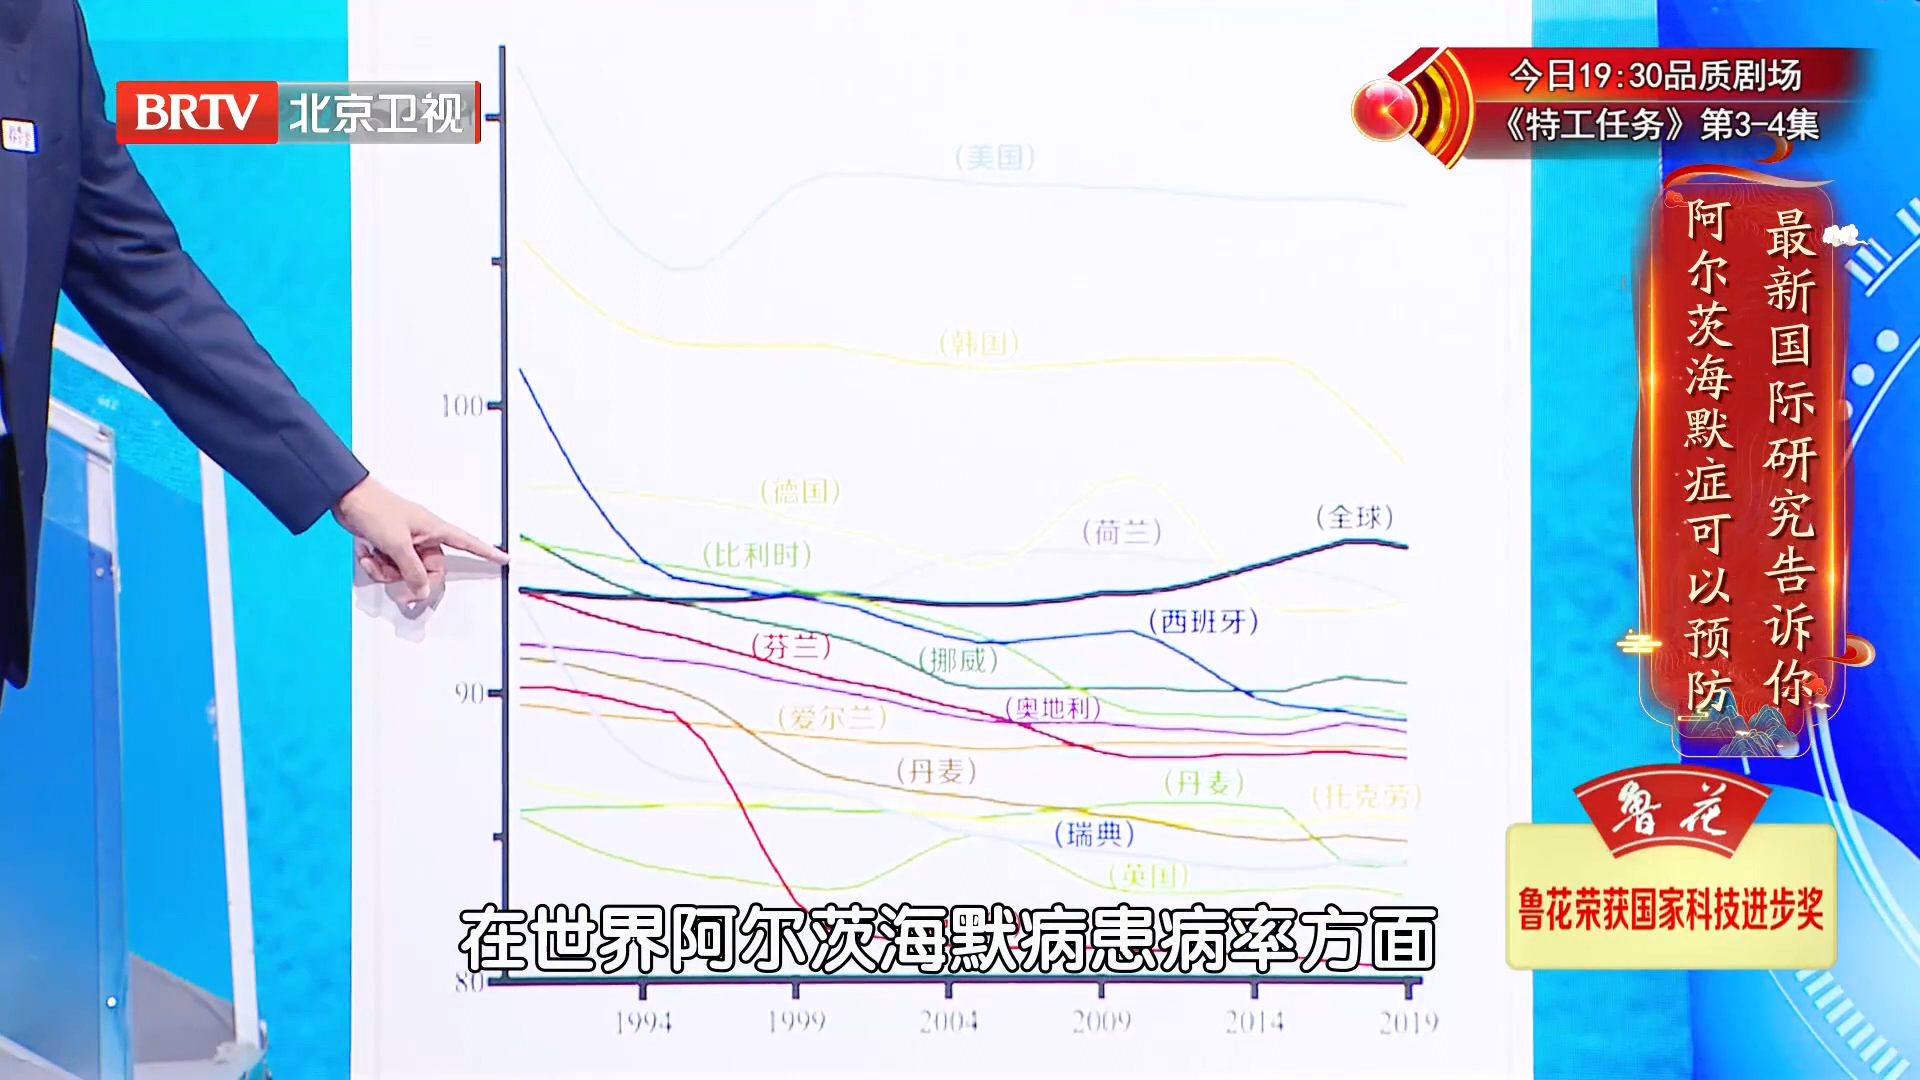 BRTV 北京卫视
今日19:30品质剧场
《特工任务》第3-4集
最新国际研究告诉你
阿尔茨海默症可以预防
鲁花
鲁花荣获国家科技进步奖
(美国)
(韩国)
100
(德国)
(荷兰)
(全球)
(比利时)
(西班牙)
(芬兰)
(挪威)
90
(奥地利)
(爱尔兰)
(丹麦)
(丹麦)
(托克劳)
(瑞典)
(英国)
在世界阿尔茨海默病患病率方面
80
1994 1999 2004 2009 2014 2019